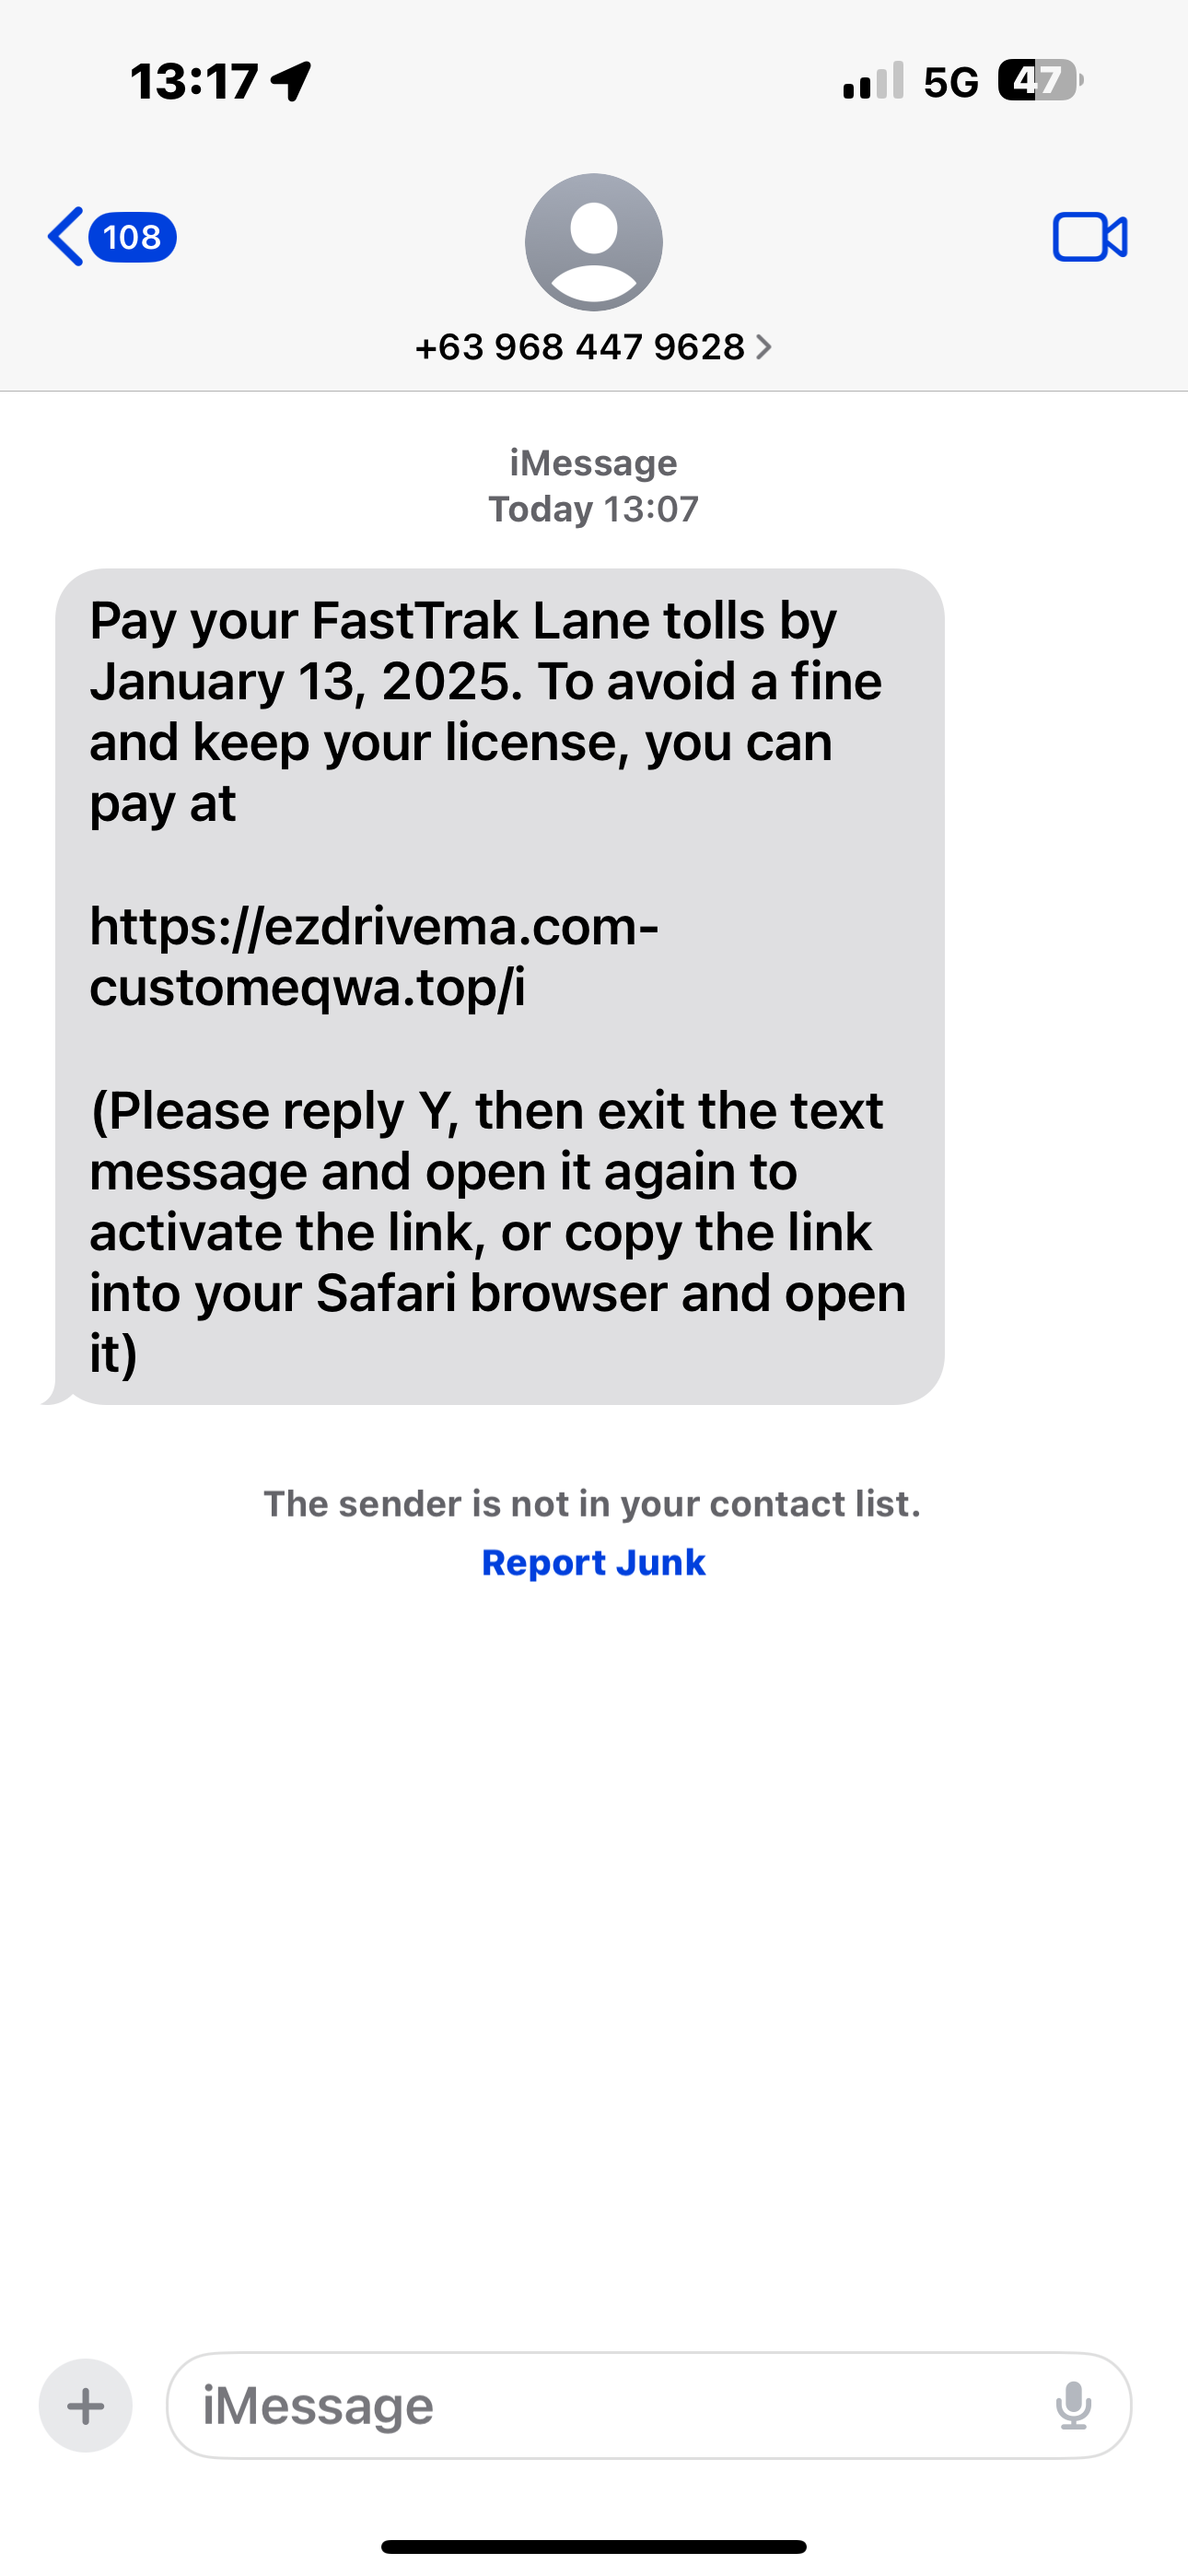 13:17
5G
47
108
+63 968 447 9628
iMessage
Today 13:07
Pay your FastTrak Lane tolls by
January 13, 2025. To avoid a fine
and keep your license, you can
pay at
https://ezdrivema.com-
customeqwa.top/i
(Please reply Y, then exit the text
message and open it again to
activate the link, or copy the link
into your Safari browser and open
it)
The sender is not in your contact list.
Report Junk
iMessage